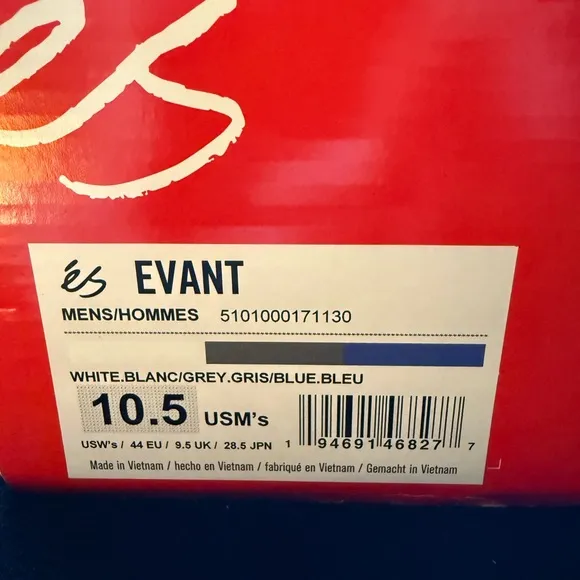 és
és EVANT
MENS/HOMMES 5101000171130
WHITE.BLANC/GREY.GRIS/BLUE.BLEU
10.5 USM's
USW's / 44 EU / 9.5 UK / 28.5 JPN
1 94691 46827 7
Made in Vietnam / hecho en Vietnam / fabriqué en Vietnam / Gemacht in Vietnam